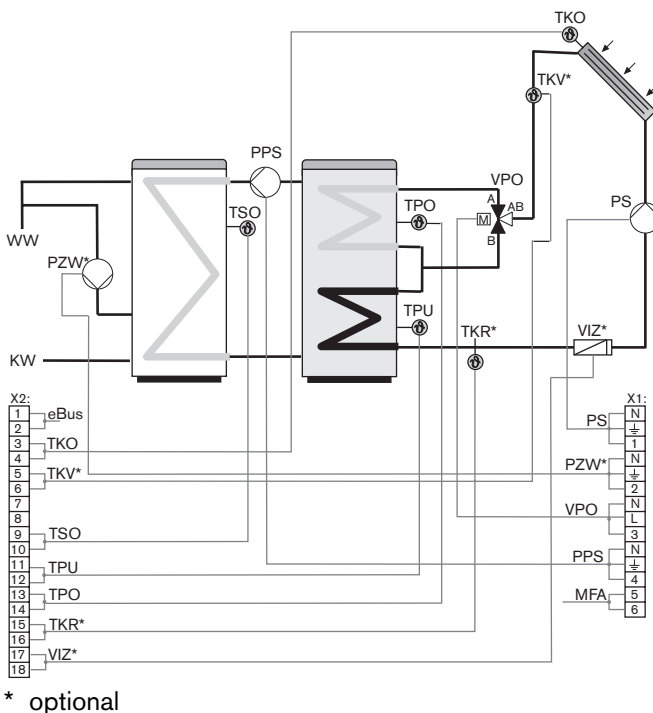 TKO
TKV*
PPS
VPO
A
AB
TSO
TPO
M
PS
B
WW
PZW*
TPU
TKR*
VIZ*
KW
X2:
1
2
eBus
3
4
TKO
5
6
TKV*
7
8
9
10
TSO
11
12
TPU
13
14
TPO
15
16
TKR*
17
18
VIZ*
X1:
PS
N
1
PZW*
N
2
VPO
N
L
3
PPS
N
4
MFA
5
6
* optional